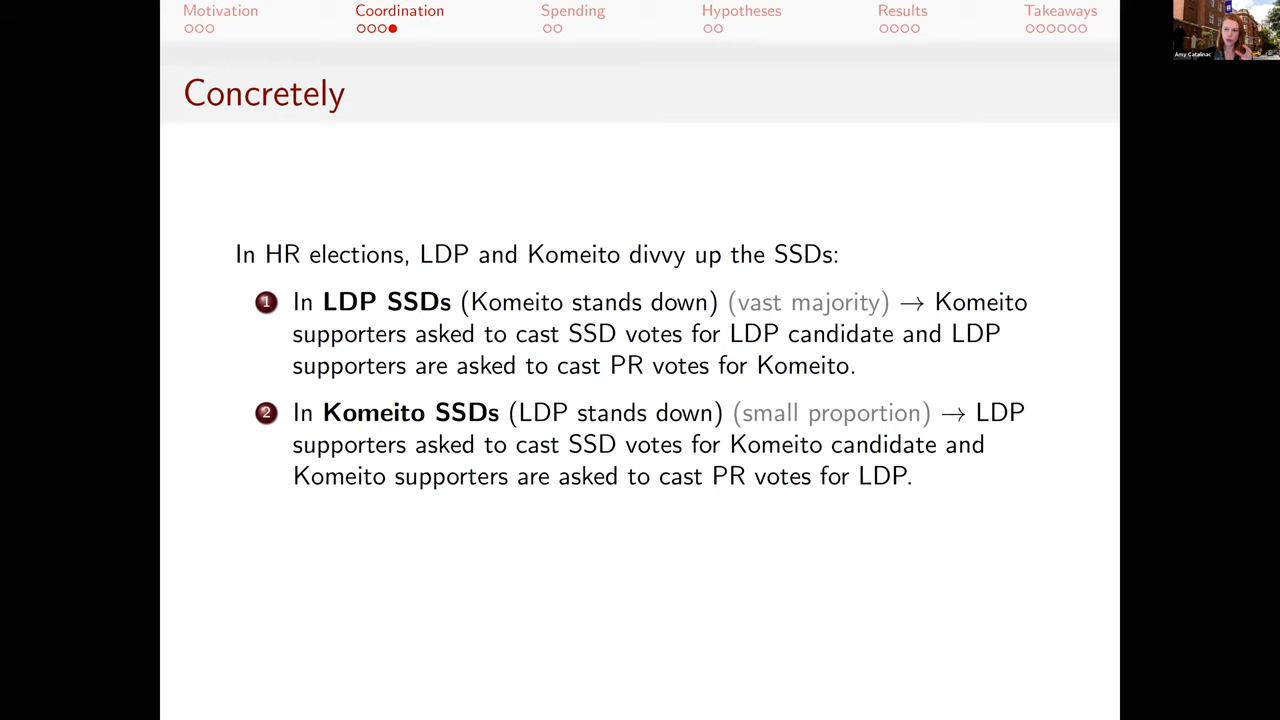 Motivation Coordination Spending Hypotheses Results Takeaways
Amy Catalinac
Concretely
In HR elections, LDP and Komeito divvy up the SSDs:
1 In LDP SSDs (Komeito stands down) (vast majority) → Komeito
supporters asked to cast SSD votes for LDP candidate and LDP
supporters are asked to cast PR votes for Komeito.
2 In Komeito SSDs (LDP stands down) (small proportion) → LDP
supporters asked to cast SSD votes for Komeito candidate and
Komeito supporters are asked to cast PR votes for LDP.